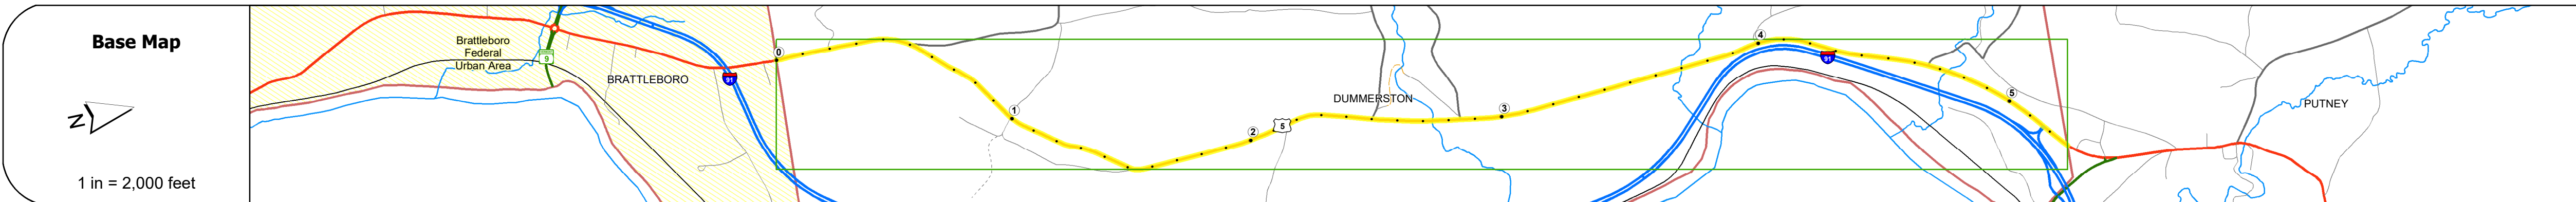 Base Map
N
1 in = 2,000 feet
Brattleboro
Federal
Urban Area
9
BRATTLEBORO
91
0
1
2
5
DUMMERSTON
3
4
91
5
PUTNEY